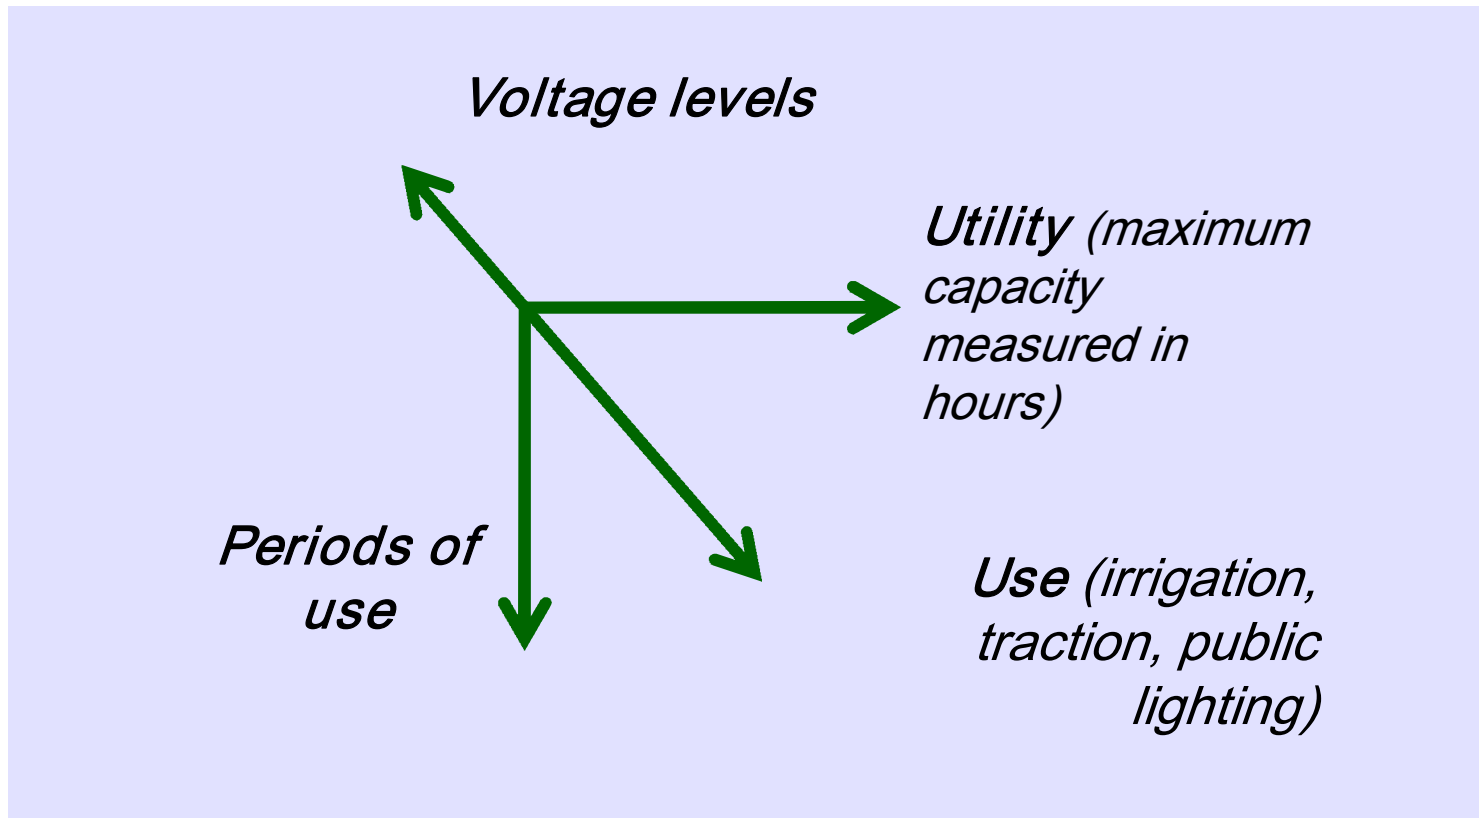 Voltage levels
Utility (maximum
capacity
measured in
hours)
Periods of
use
Use (irrigation,
traction, public
lighting)